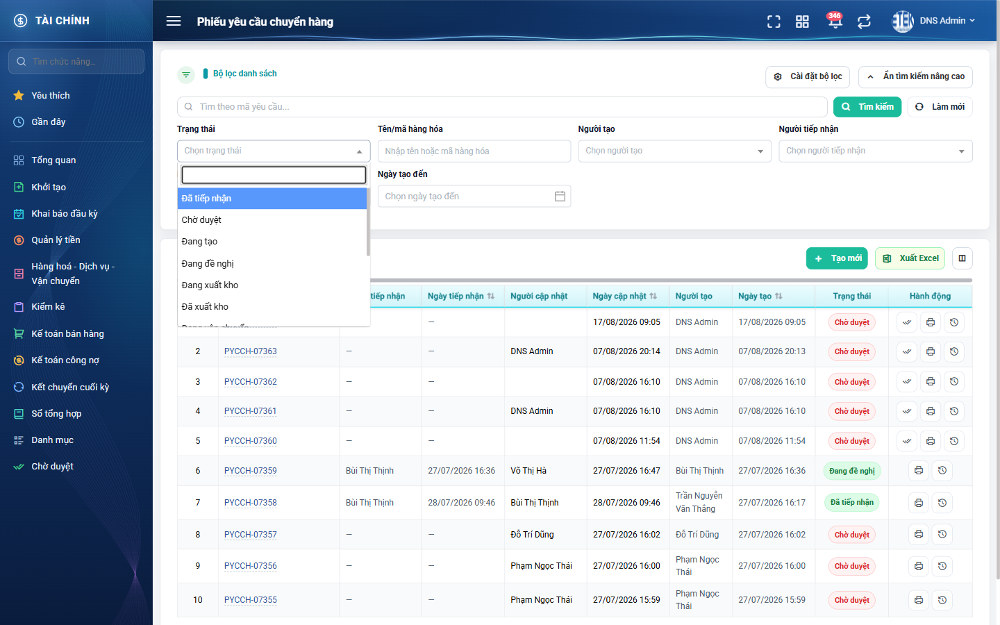 TÀI CHÍNH
Phiếu yêu cầu chuyển hàng
346
DNS Admin
Tìm chức năng...
Yêu thích
Gần đây
Tổng quan
Khởi tạo
Khai báo đầu kỳ
Quản lý tiền
Hàng hoá - Dịch vụ -
Vận chuyển
Kiểm kê
Kế toán bán hàng
Kế toán công nợ
Kết chuyển cuối kỳ
Sổ tổng hợp
Danh mục
Chờ duyệt
Bộ lọc danh sách
Cài đặt bộ lọc
Ẩn tìm kiếm nâng cao
Tìm theo mã yêu cầu...
Tìm kiếm
Làm mới
Trạng thái
Tên/mã hàng hóa
Người tạo
Người tiếp nhận
Chọn trạng thái
Nhập tên hoặc mã hàng hóa
Chọn người tạo
Chọn người tiếp nhận
Ngày tạo đến
Chọn ngày tạo đến
Đã tiếp nhận
Chờ duyệt
Đang tạo
Đang đề nghị
Đang xuất kho
Đã xuất kho
Tạo mới
Xuất Excel
tiếp nhận Ngày tiếp nhận Người cập nhật Ngày cập nhật Người tạo Ngày tạo Trạng thái Hành động
— 17/08/2026 09:05 DNS Admin 17/08/2026 09:05 Chờ duyệt
2 PYCCH-07363 — — DNS Admin 07/08/2026 20:14 DNS Admin 07/08/2026 20:13 Chờ duyệt
3 PYCCH-07362 — — 07/08/2026 16:10 DNS Admin 07/08/2026 16:10 Chờ duyệt
4 PYCCH-07361 — — DNS Admin 07/08/2026 16:10 DNS Admin 07/08/2026 16:10 Chờ duyệt
5 PYCCH-07360 — — 07/08/2026 11:54 DNS Admin 07/08/2026 11:54 Chờ duyệt
6 PYCCH-07359 Bùi Thị Thịnh 27/07/2026 16:36 Võ Thị Hà 27/07/2026 16:47 Bùi Thị Thịnh 27/07/2026 16:36 Đang đề nghị
7 PYCCH-07358 Bùi Thị Thịnh 28/07/2026 09:46 Bùi Thị Thịnh 28/07/2026 09:46 Trần Nguyên Văn Thắng 27/07/2026 16:17 Đã tiếp nhận
8 PYCCH-07357 — — Đỗ Trí Dũng 27/07/2026 16:02 Đỗ Trí Dũng 27/07/2026 16:02 Chờ duyệt
9 PYCCH-07356 — — Phạm Ngọc Thái 27/07/2026 16:00 Phạm Ngọc Thái 27/07/2026 16:00 Chờ duyệt
10 PYCCH-07355 — — Phạm Ngọc Thái 27/07/2026 15:59 Phạm Ngọc Thái 27/07/2026 15:59 Chờ duyệt